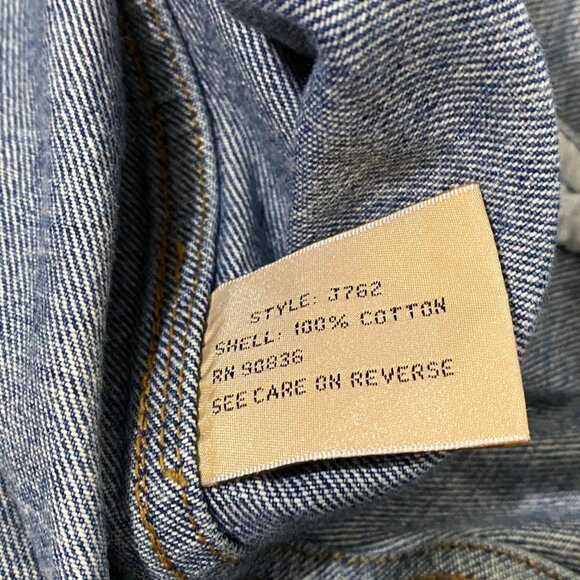 STYLE: J762
SHELL: 100% COTTON
RN 90836
SEE CARE ON REVERSE